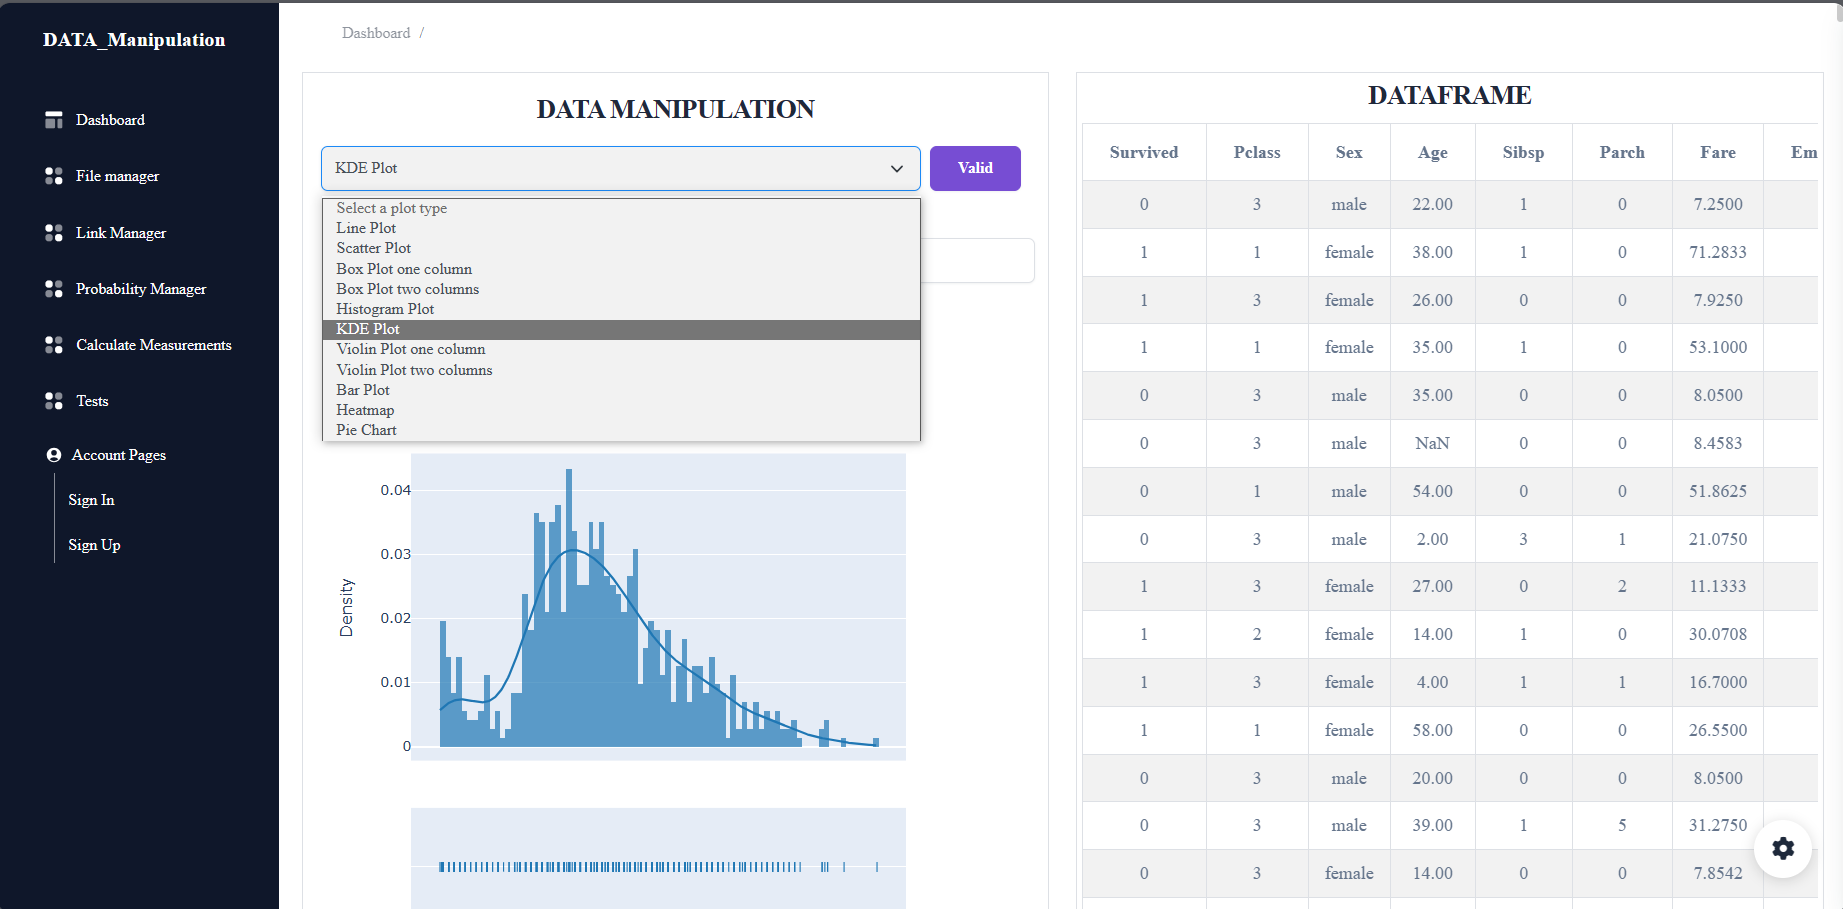 DATA_Manipulation
Dashboard
File manager
Link Manager
Probability Manager
Calculate Measurements
Tests
Account Pages
Sign In
Sign Up
Dashboard /
DATA MANIPULATION
KDE Plot
Valid
Select a plot type
Line Plot
Scatter Plot
Box Plot one column
Box Plot two columns
Histogram Plot
KDE Plot
Violin Plot one column
Violin Plot two columns
Bar Plot
Heatmap
Pie Chart
0.04
0.03
0.02
0.01
0
Density
DATAFRAME
Survived Pclass Sex Age Sibsp Parch Fare Em
0 3 male 22.00 1 0 7.2500
1 1 female 38.00 1 0 71.2833
1 3 female 26.00 0 0 7.9250
1 1 female 35.00 1 0 53.1000
0 3 male 35.00 0 0 8.0500
0 3 male NaN 0 0 8.4583
0 1 male 54.00 0 0 51.8625
0 3 male 2.00 3 1 21.0750
1 3 female 27.00 0 2 11.1333
1 2 female 14.00 1 0 30.0708
1 3 female 4.00 1 1 16.7000
1 1 female 58.00 0 0 26.5500
0 3 male 20.00 0 0 8.0500
0 3 male 39.00 1 5 31.2750
0 3 female 14.00 0 0 7.8542